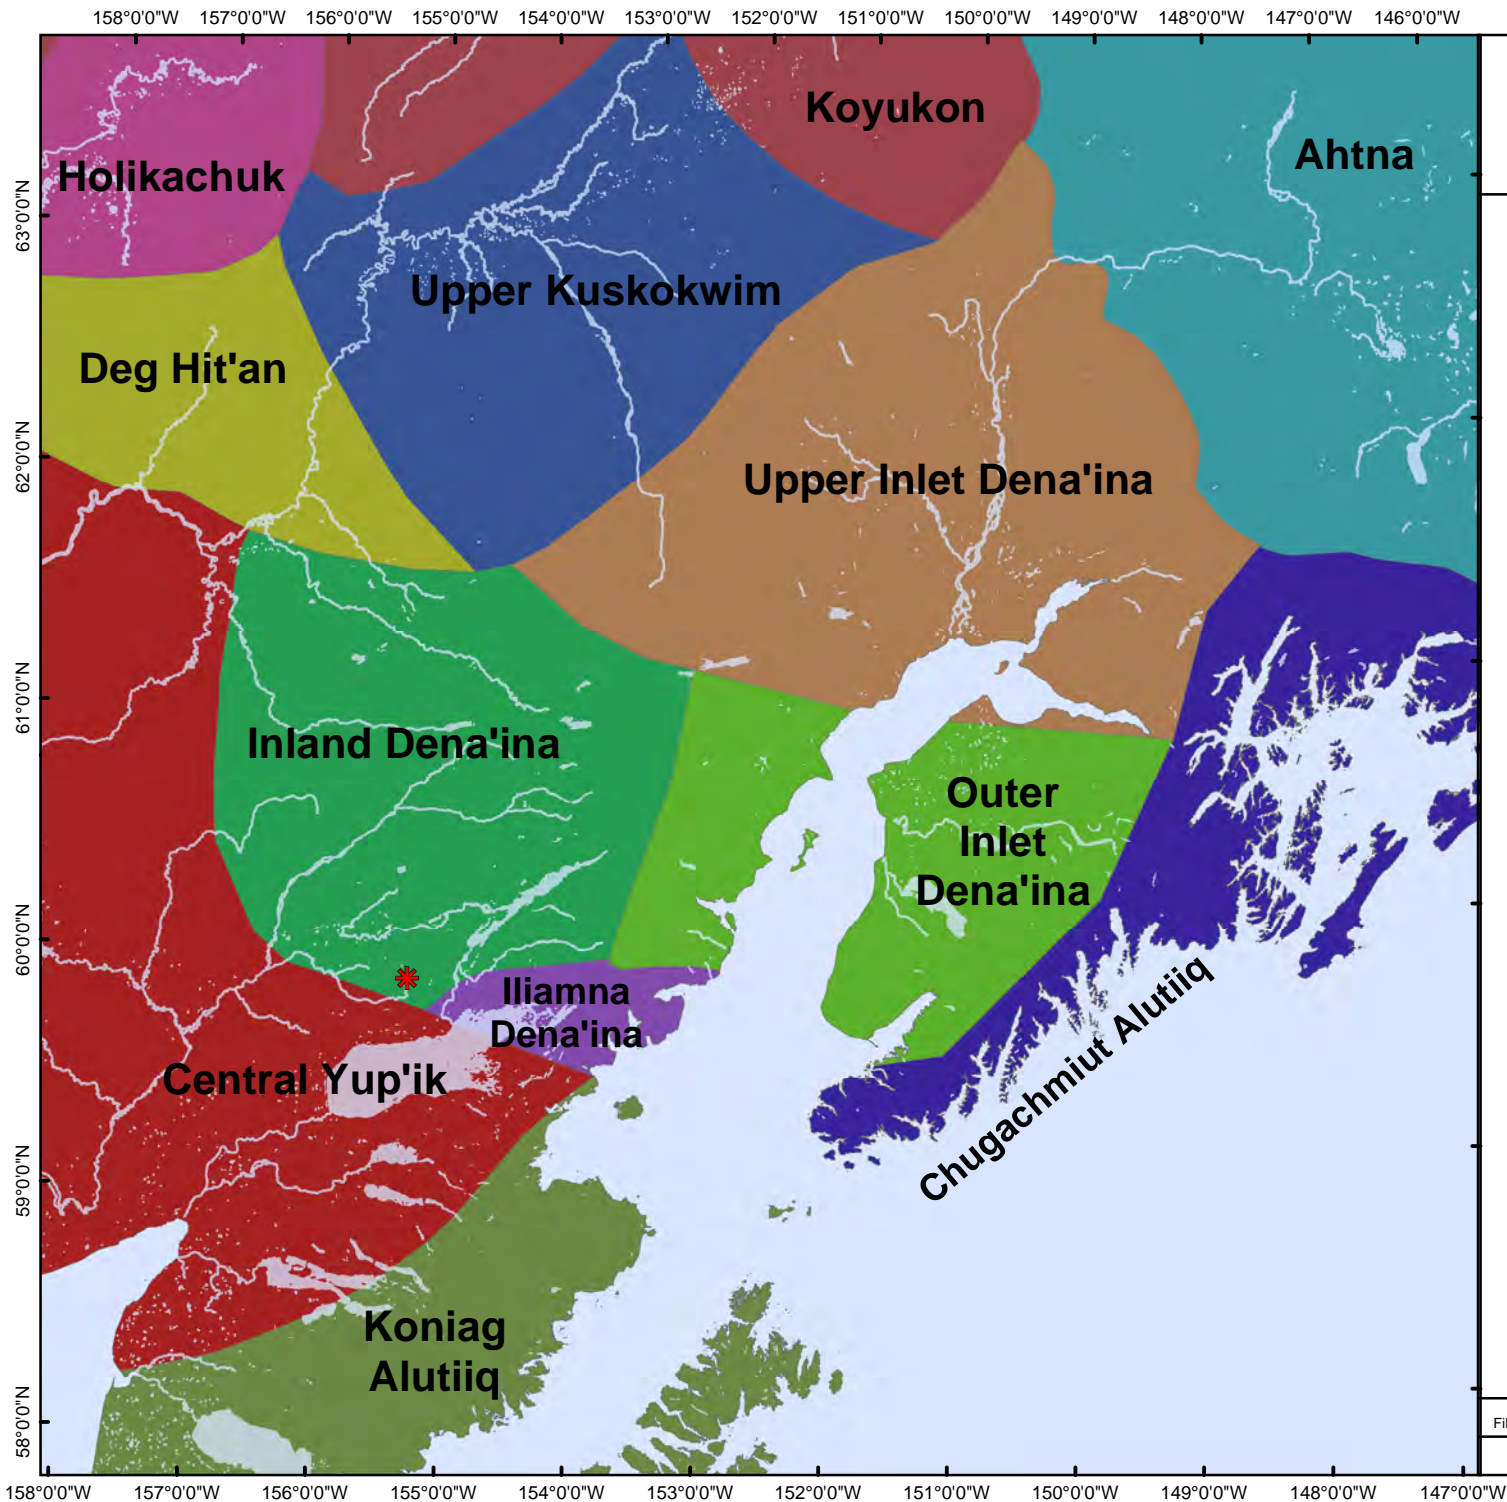 158°0'0"W 157°0'0"W 156°0'0"W 155°0'0"W 154°0'0"W 153°0'0"W 152°0'0"W 151°0'0"W 150°0'0"W 149°0'0"W 148°0'0"W 147°0'0"W 146°0'0"W
Koyukon
Ahtna
Holikachuk
63°0'0"N
Upper Kuskokwim
Deg Hit'an
62°0'0"N
Upper Inlet Dena'ina
61°0'0"N
Inland Dena'ina
Outer
Inlet
Dena'ina
60°0'0"N
Iliamna
Dena'ina
Central Yup'ik
Chugachmiut Alutiiq
59°0'0"N
Koniag
Alutiiq
58°0'0"N
158°0'0"W 157°0'0"W 156°0'0"W 155°0'0"W 154°0'0"W 153°0'0"W 152°0'0"W 151°0'0"W 150°0'0"W 149°0'0"W 148°0'0"W 147°0'0"W